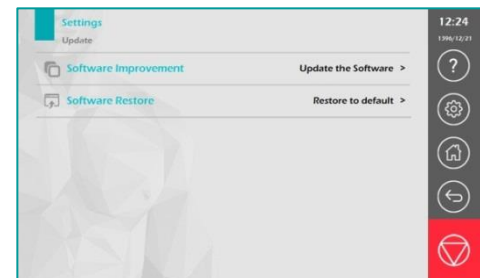 Settings
Update
Software Improvement
Update the Software >
Software Restore
Restore to default >
12:24
1396/12/21
?